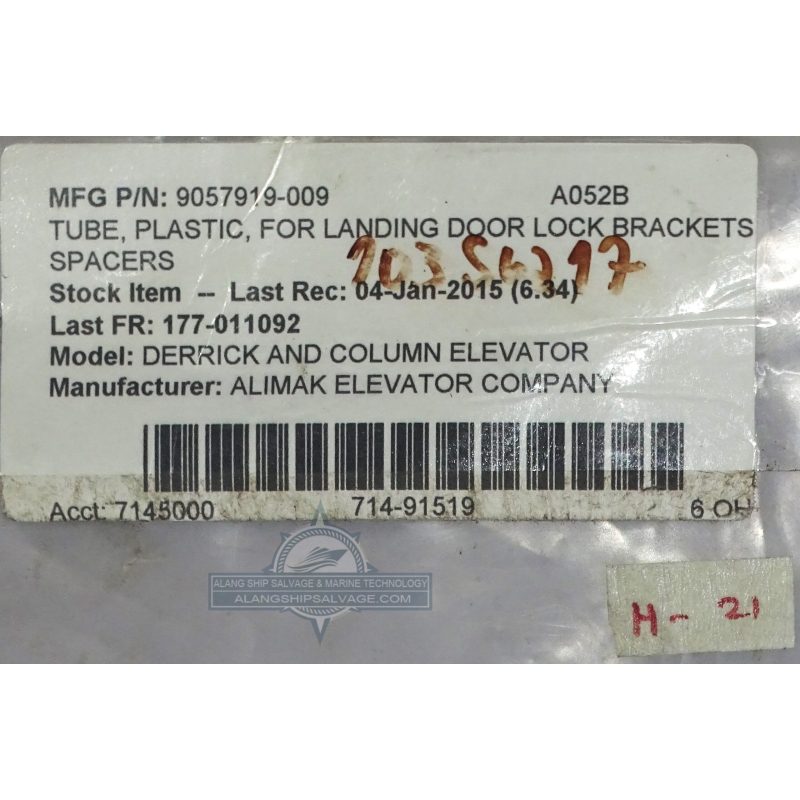 MFG P/N: 9057919-009 A052B
TUBE, PLASTIC, FOR LANDING DOOR LOCK BRACKETS
SPACERS
Stock Item -- Last Rec: 04-Jan-2015 (6.34)
Last FR: 177-011092
Model: DERRICK AND COLUMN ELEVATOR
Manufacturer: ALIMAK ELEVATOR COMPANY
Acct: 7145000 714-91519 6 OH
ALANG SHIP SALVAGE & MARINE TECHNOLOGY
ALANGSHIPSALVAGE.COM
H - 21